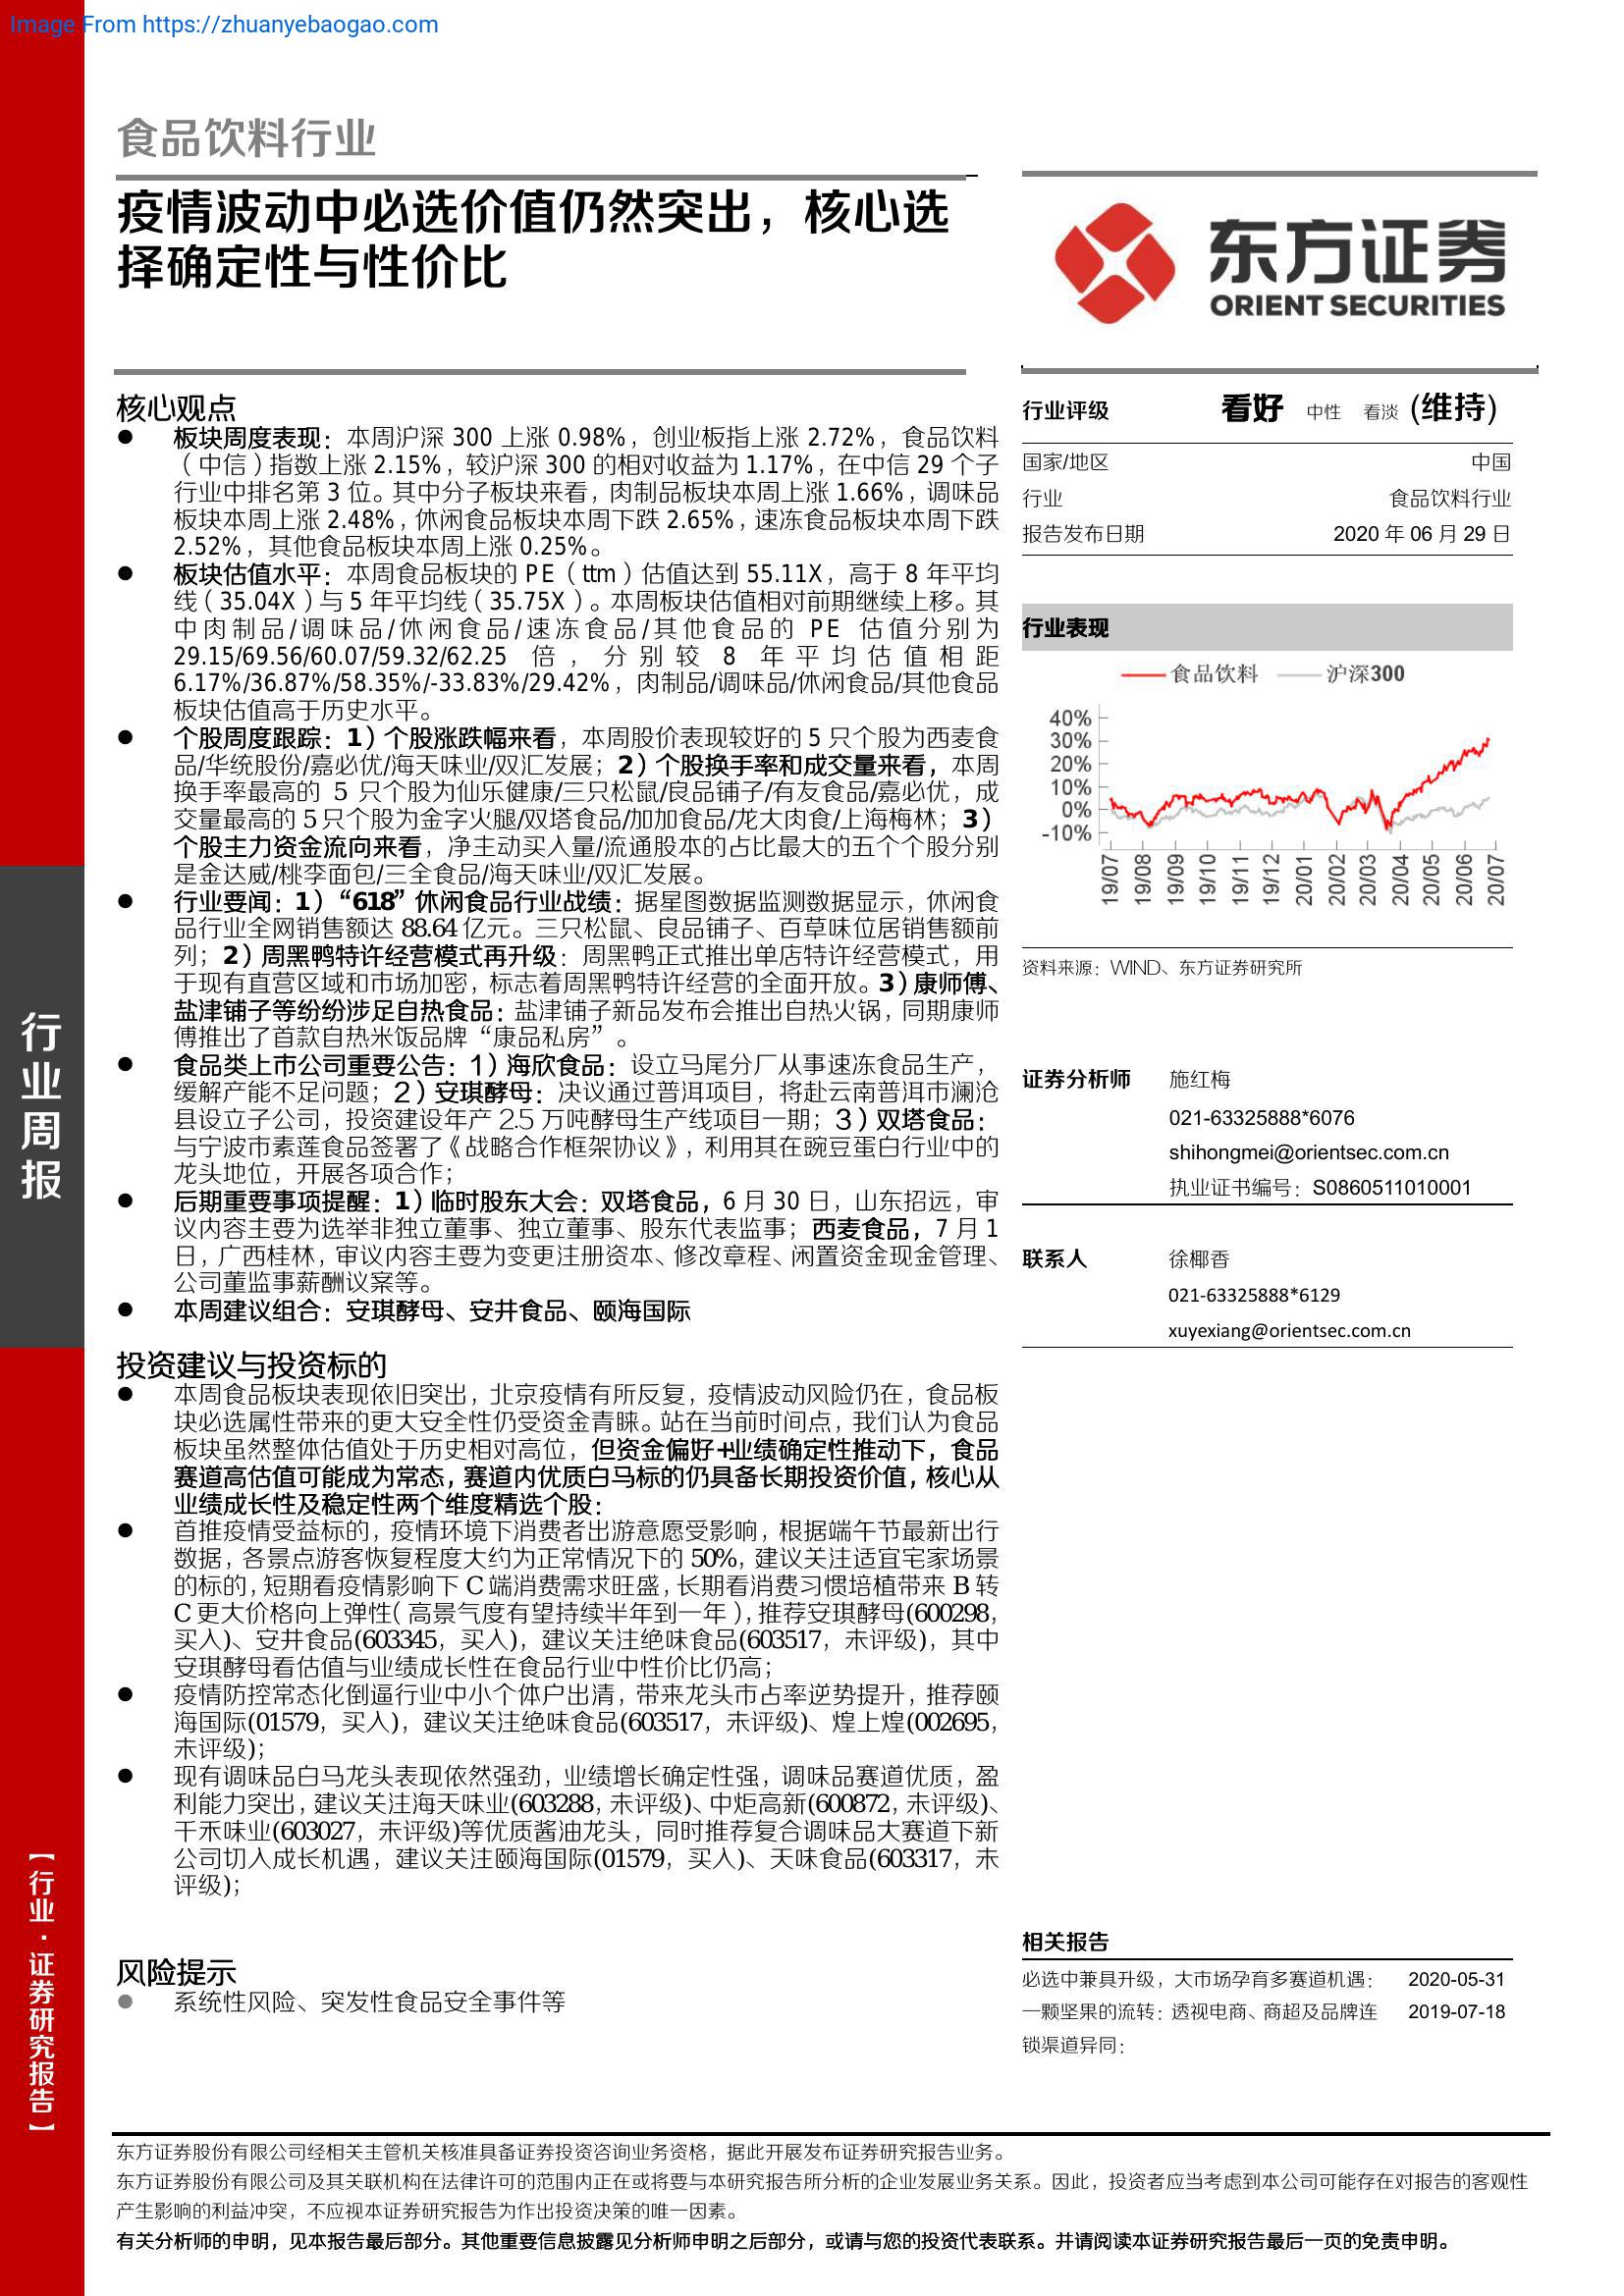 Image From https://zhuanyebaogao.com
食品饮料行业
疫情波动中必选价值仍然突出，核心选
择确定性与性价比
核心观点
● 板块周度表现：本周沪深 300 上涨 0.98%，创业板指上涨 2.72%，食品饮料
（中信）指数上涨 2.15%，较沪深 300 的相对收益为 1.17%，在中信 29 个子
行业中排名第 3 位。其中分子板块来看，肉制品板块本周上涨 1.66%，调味品
板块本周上涨 2.48%，休闲食品板块本周下跌 2.65%，速冻食品板块本周下跌
2.52%，其他食品板块本周上涨 0.25%。
● 板块估值水平：本周食品板块的 PE（ttm）估值达到 55.11X，高于 8 年平均
线（35.04X）与 5 年平均线（35.75X）。本周板块估值相对前期继续上移。其
中肉制品/调味品/休闲食品/速冻食品/其他食品的 PE 估值分别为
29.15/69.56/60.07/59.32/62.25 倍，分别较 8 年平均估值相距
6.17%/36.87%/58.35%/-33.83%/29.42%，肉制品/调味品/休闲食品/其他食品
板块估值高于历史水平。
● 个股周度跟踪：1）个股涨跌幅来看，本周股价表现较好的 5 只个股为西麦食
品/华统股份/嘉必优/海天味业/双汇发展；2）个股换手率和成交量来看，本周
换手率最高的 5 只个股为仙乐健康/三只松鼠/良品铺子/有友食品/嘉必优，成
交量最高的 5 只个股为金字火腿/双塔食品/加加食品/龙大肉食/上海梅林；3）
个股主力资金流向来看，净主动买入量/流通股本的占比最大的五个个股分别
是金达威/桃李面包/三全食品/海天味业/双汇发展。
● 行业要闻：1）“618”休闲食品行业战绩：据星图数据监测数据显示，休闲食
品行业全网销售额达 88.64 亿元。三只松鼠、良品铺子、百草味位居销售额前
列；2）周黑鸭特许经营模式再升级：周黑鸭正式推出单店特许经营模式，用
于现有直营区域和市场加密，标志着周黑鸭特许经营的全面开放。3）康师傅、
盐津铺子等纷纷涉足自热食品：盐津铺子新品发布会推出自热火锅，同期康师
傅推出了首款自热米饭品牌“康品私房”。
● 食品类上市公司重要公告：1）海欣食品：设立马尾分厂从事速冻食品生产，
缓解产能不足问题；2）安琪酵母：决议通过普洱项目，将赴云南普洱市澜沧
县设立子公司，投资建设年产 2.5 万吨酵母生产线项目一期；3）双塔食品：
与宁波市素莲食品签署了《战略合作框架协议》，利用其在豌豆蛋白行业中的
龙头地位，开展各项合作；
● 后期重要事项提醒：1）临时股东大会：双塔食品，6 月 30 日，山东招远，审
议内容主要为选举非独立董事、独立董事、股东代表监事；西麦食品，7 月 1
日，广西桂林，审议内容主要为变更注册资本、修改章程、闲置资金现金管理、
公司董监事薪酬议案等。
● 本周建议组合：安琪酵母、安井食品、颐海国际
投资建议与投资标的
● 本周食品板块表现依旧突出，北京疫情有所反复，疫情波动风险仍在，食品板
块必选属性带来的更大安全性仍受资金青睐。站在当前时间点，我们认为食品
板块虽然整体估值处于历史相对高位，但资金偏好+业绩确定性推动下，食品
赛道高估值可能成为常态，赛道内优质白马标的仍具备长期投资价值，核心从
业绩成长性及稳定性两个维度精选个股：
● 首推疫情受益标的，疫情环境下消费者出游意愿受影响，根据端午节最新出行
数据，各景点游客恢复程度大约为正常情况下的 50%，建议关注适宜宅家场景
的标的，短期看疫情影响下 C 端消费需求旺盛，长期看消费习惯培植带来 B 转
C 更大价格向上弹性（高景气度有望持续半年到一年），推荐安琪酵母(600298，
买入)、安井食品(603345，买入)，建议关注绝味食品(603517，未评级)，其中
安琪酵母看估值与业绩成长性在食品行业中性价比仍高；
● 疫情防控常态化倒逼行业中小个体户出清，带来龙头市占率逆势提升，推荐颐
海国际(01579，买入)，建议关注绝味食品(603517，未评级)、煌上煌(002695，
未评级)；
● 现有调味品白马龙头表现依然强劲，业绩增长确定性强，调味品赛道优质，盈
利能力突出，建议关注海天味业(603288，未评级)、中炬高新(600872，未评级)、
千禾味业(603027，未评级)等优质酱油龙头，同时推荐复合调味品大赛道下新
公司切入成长机遇，建议关注颐海国际(01579，买入)、天味食品(603317，未
评级)；
风险提示
● 系统性风险、突发性食品安全事件等
东方证券
ORIENT SECURITIES
行业评级 看好 中性 看淡 (维持)
国家/地区 中国
行业 食品饮料行业
报告发布日期 2020 年 06 月 29 日
行业表现
食品饮料 沪深300
40%
30%
20%
10%
0%
-10%
19/07 19/08 19/09 19/10 19/11 19/12 20/01 20/02 20/03 20/04 20/05 20/06 20/07
资料来源：WIND、东方证券研究所
证券分析师 施红梅
021-63325888*6076
shihongmei@orientsec.com.cn
执业证书编号：S0860511010001
联系人 徐椰香
021-63325888*6129
xuyexiang@orientsec.com.cn
相关报告
必选中兼具升级，大市场孕育多赛道机遇： 2020-05-31
一颗坚果的流转：透视电商、商超及品牌连 2019-07-18
锁渠道异同：
行业周报
【行业·证券研究报告】
东方证券股份有限公司经相关主管机关核准具备证券投资咨询业务资格，据此开展发布证券研究报告业务。
东方证券股份有限公司及其关联机构在法律许可的范围内正在或将要与本研究报告所分析的企业发展业务关系。因此，投资者应当考虑到本公司可能存在对报告的客观性
产生影响的利益冲突，不应视本证券研究报告为作出投资决策的唯一因素。
有关分析师的申明，见本报告最后部分。其他重要信息披露见分析师申明之后部分，或请与您的投资代表联系。并请阅读本证券研究报告最后一页的免责申明。